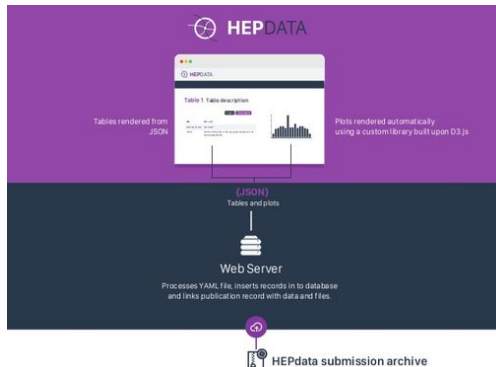 HEPDATA
HEPDATA
Table 1 Table description
Tables rendered from
JSON
Plots rendered automatically
using a custom library built upon D3.js
{JSON}
Tables and plots
Web Server
Processes YAML file, inserts records in to database
and links publication record with data and files.
HEPdata submission archive